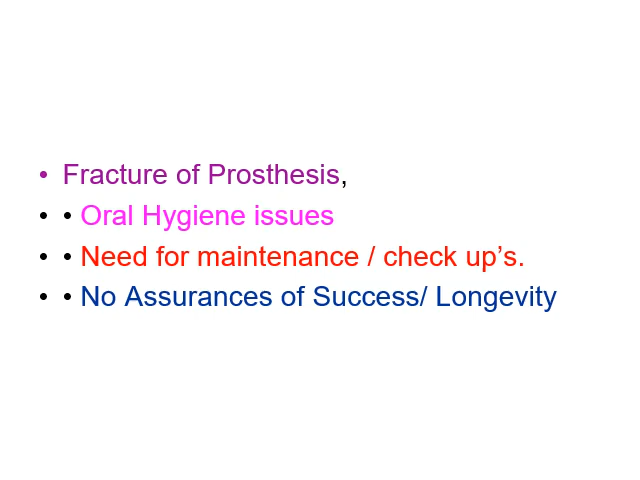 • Fracture of Prosthesis,
• • Oral Hygiene issues
• • Need for maintenance / check up’s.
• • No Assurances of Success/ Longevity